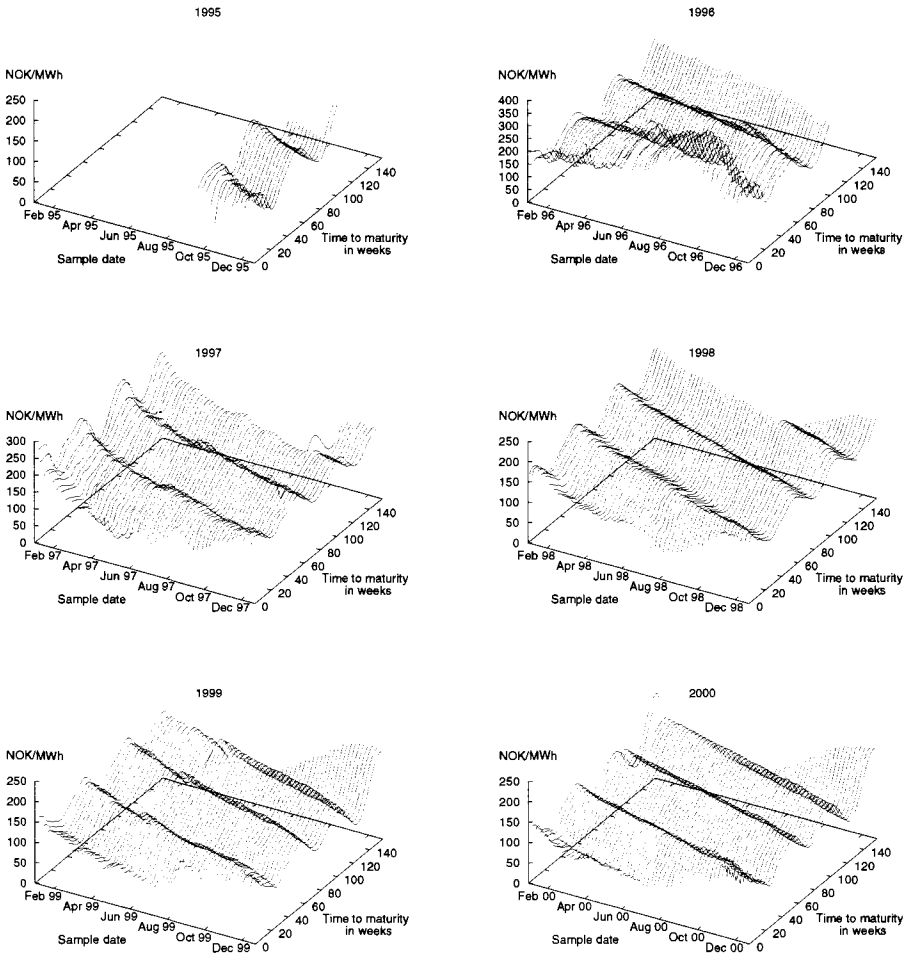 1995
NOK/MWh
250
200
150
100
50
0
Feb 95
Apr 95
Jun 95
Aug 95
Oct 95
Dec 95
Sample date
0
20
40
60
80
100
120
140
Time to maturity
in weeks
1996
NOK/MWh
400
350
300
250
200
150
100
50
0
Feb 96
Apr 96
Jun 96
Aug 96
Oct 96
Dec 96
Sample date
0
20
40
60
80
100
120
140
Time to maturity
in weeks
1997
NOK/MWh
300
250
200
150
100
50
0
Feb 97
Apr 97
Jun 97
Aug 97
Oct 97
Dec 97
Sample date
0
20
40
60
80
100
120
140
Time to maturity
in weeks
1998
NOK/MWh
250
200
150
100
50
0
Feb 98
Apr 98
Jun 98
Aug 98
Oct 98
Dec 98
Sample date
0
20
40
60
80
100
120
140
Time to maturity
in weeks
1999
NOK/MWh
250
200
150
100
50
0
Feb 99
Apr 99
Jun 99
Aug 99
Oct 99
Dec 99
Sample date
0
20
40
60
80
100
120
140
Time to maturity
in weeks
2000
NOK/MWh
250
200
150
100
50
0
Feb 00
Apr 00
Jun 00
Aug 00
Oct 00
Dec 00
Sample date
0
20
40
60
80
100
120
140
Time to maturity
in weeks